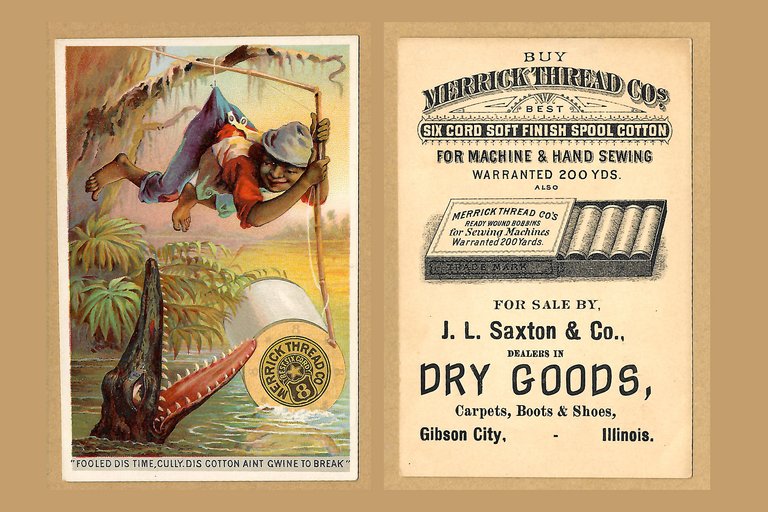 MERRICK THREAD CO
BEST SIX CORD
8
8
"FOOLED DIS TIME, CULLY. DIS COTTON AINT GWINE TO BREAK"
BUY
MERRICK THREAD COS.
BEST
SIX CORD SOFT FINISH SPOOL COTTON
FOR MACHINE & HAND SEWING
WARRANTED 200 YDS.
ALSO
MERRICK THREAD CO'S
READY WOUND BOBBINS
for Sewing Machines
Warranted 200 Yards.
TRADE MARK
FOR SALE BY,
J. L. Saxton & Co.,
DEALERS IN
DRY GOODS,
Carpets, Boots & Shoes,
Gibson City, - Illinois.